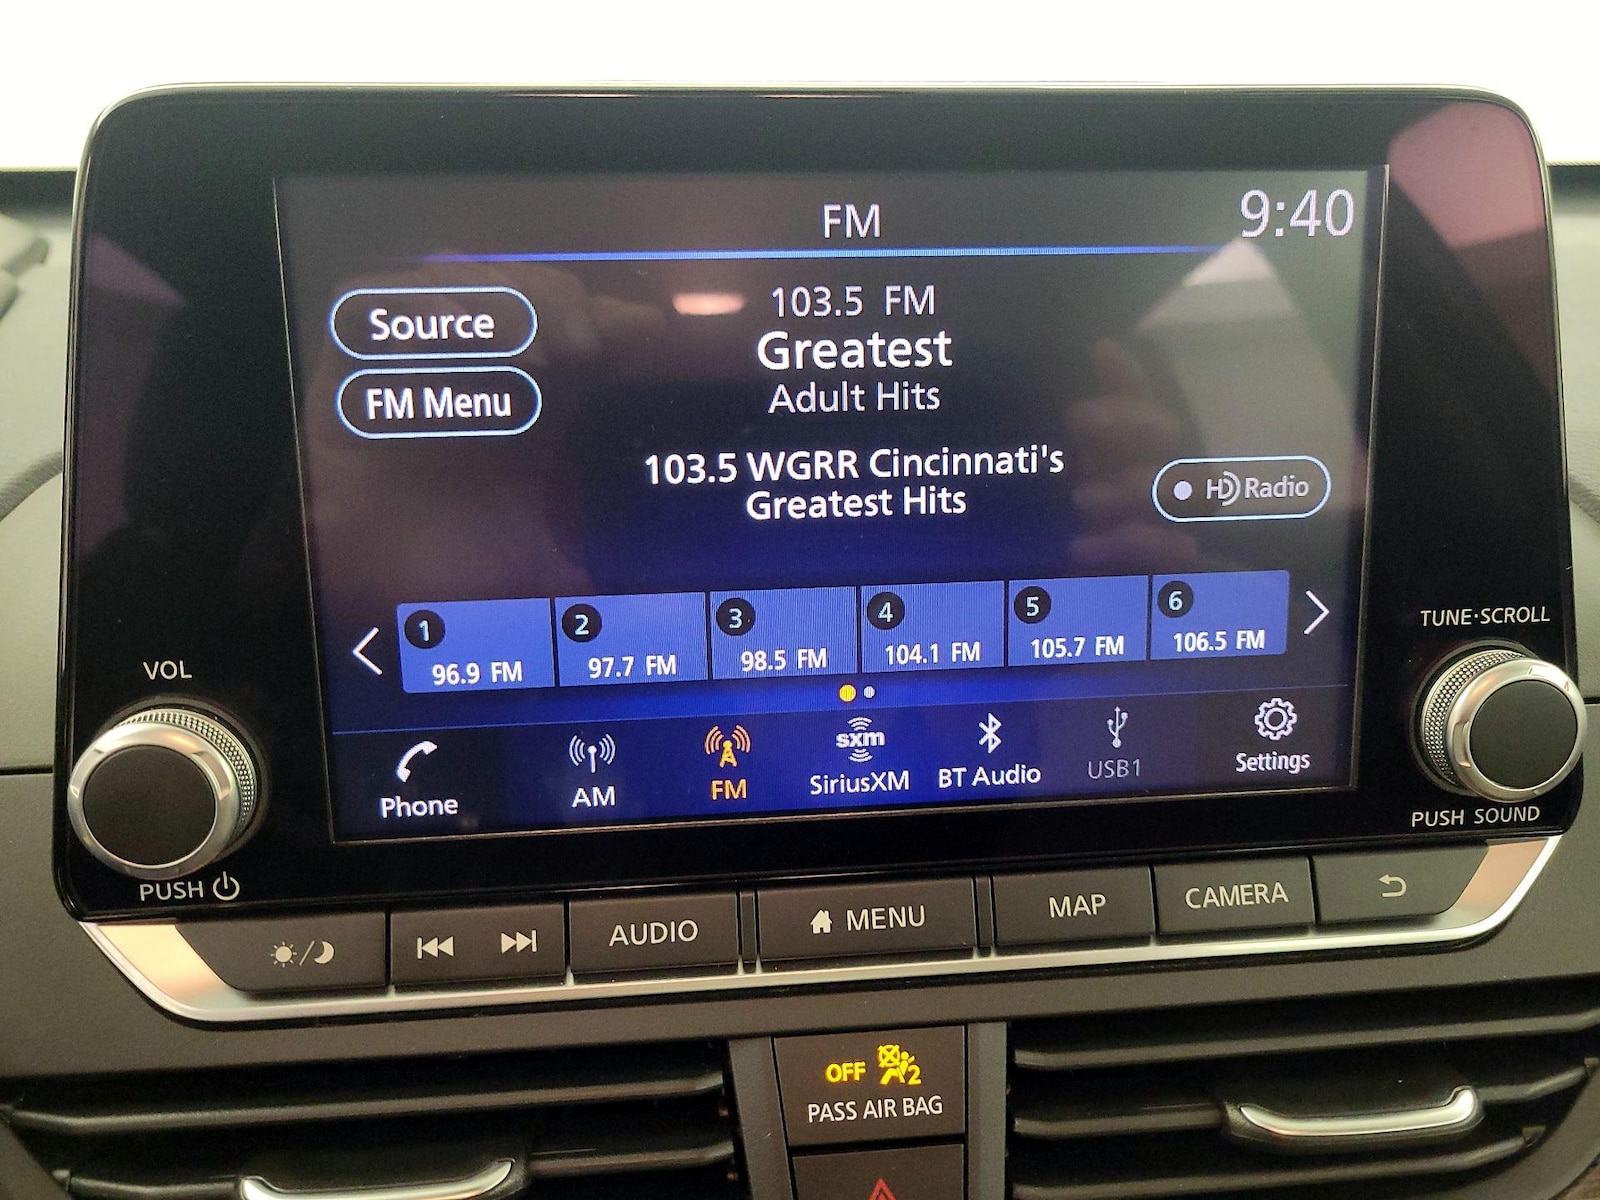 FM
9:40
Source
FM Menu
103.5 FM
Greatest
Adult Hits
103.5 WGRR Cincinnati's
Greatest Hits
HD Radio
1
96.9 FM
2
97.7 FM
3
98.5 FM
4
104.1 FM
5
105.7 FM
6
106.5 FM
Phone
AM
FM
sxm
SiriusXM
BT Audio
USB1
Settings
VOL
PUSH
TUNE·SCROLL
PUSH SOUND
AUDIO
MENU
MAP
CAMERA
OFF 2
PASS AIR BAG